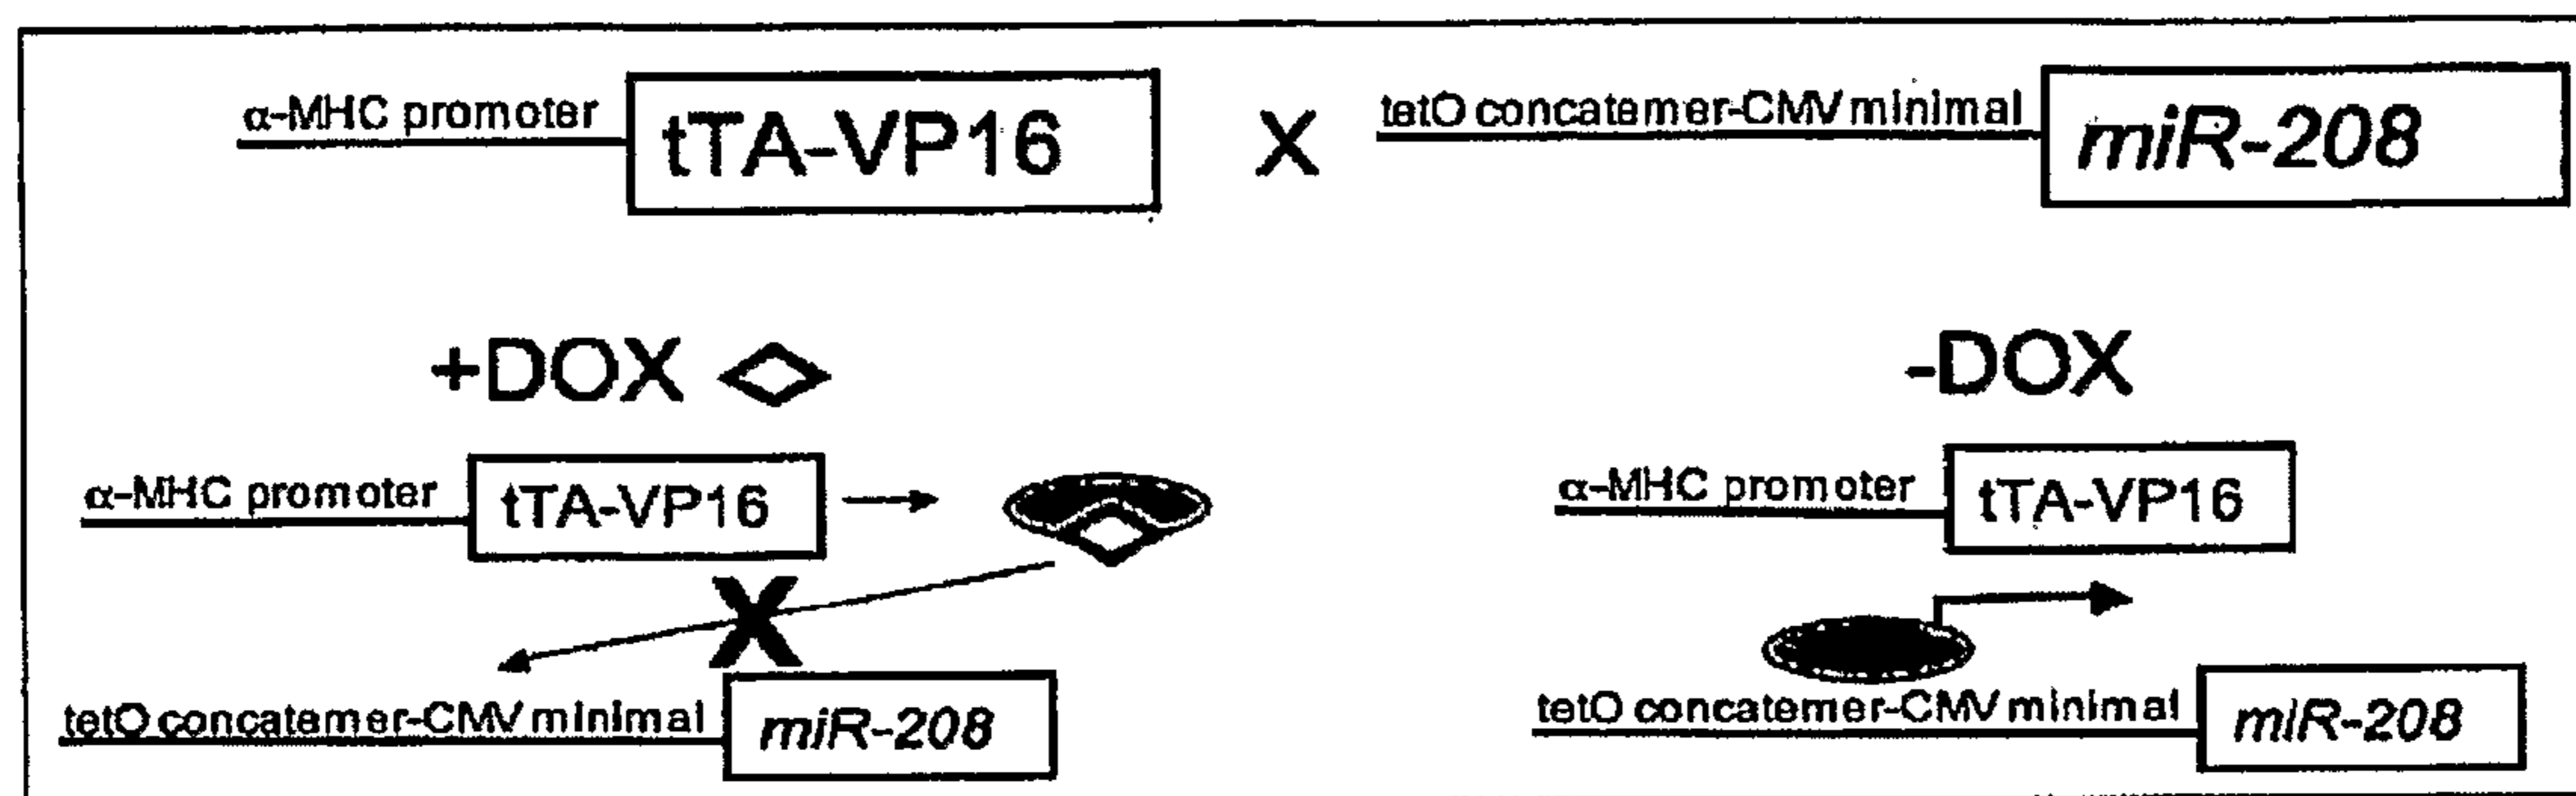 α-MHC promoter tTA-VP16 X tetO concatemer-CMV minimal miR-208
+DOX
-DOX
α-MHC promoter tTA-VP16
α-MHC promoter tTA-VP16
X
tetO concatemer-CMV minimal miR-208
tetO concatemer-CMV minimal miR-208